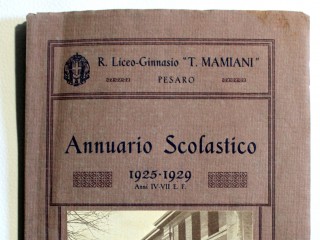 R. Liceo-Ginnasio "T. MAMIANI"
PESARO
Annuario Scolastico
1925-1929
Anni IV-VII E. F.